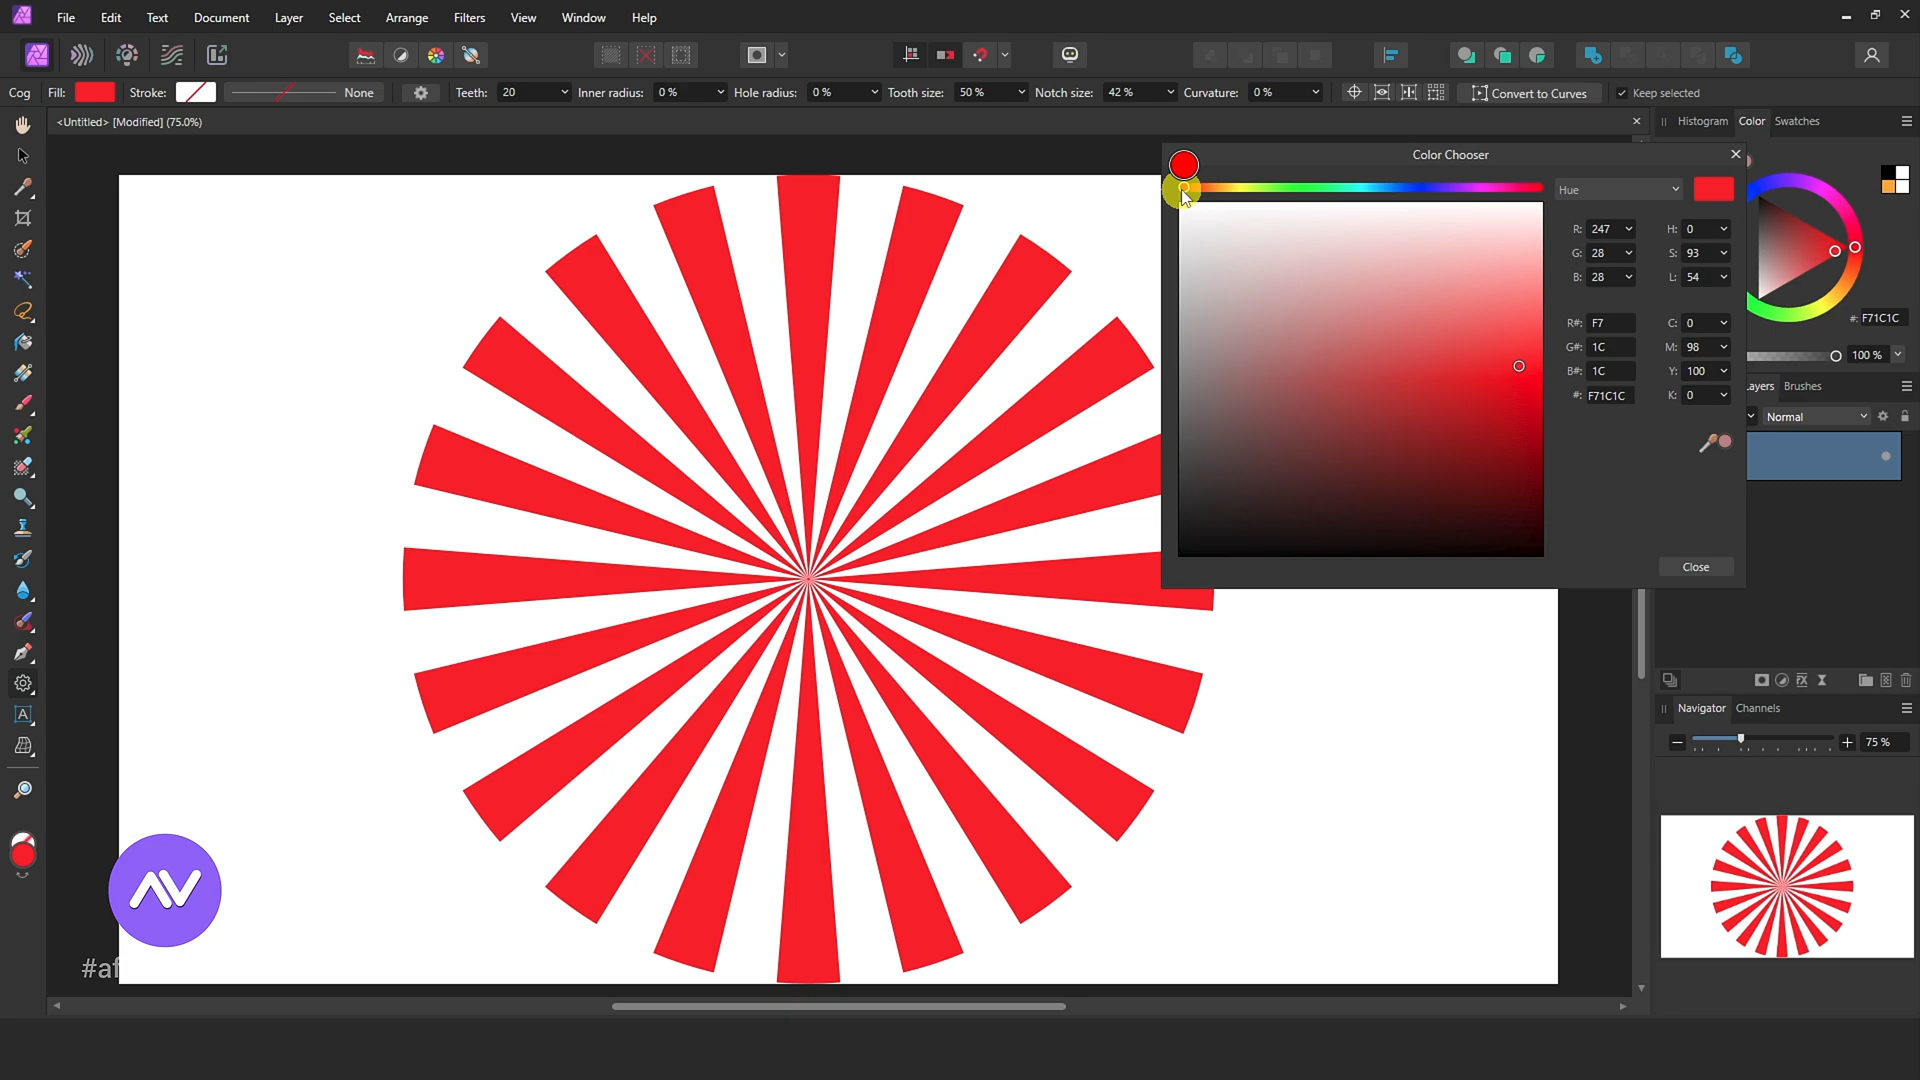 File Edit Text Document Layer Select Arrange Filters View Window Help
Cog Fill: Stroke: None Teeth: 20 Inner radius: 0 % Hole radius: 0 % Tooth size: 50 % Notch size: 42 % Curvature: 0 % Convert to Curves Keep selected
<Untitled> [Modified] (75.0%)
Histogram Color Swatches
Color Chooser
Hue
R: 247 H: 0
G: 28 S: 93
B: 28 L: 54
#: F71C1C
R#: F7 C: 0
G#: 1C M: 98
100 %
B#: 1C Y: 100
ayers Brushes
#: F71C1C K: 0
Normal
Close
Navigator Channels
75 %
A
AV
#af